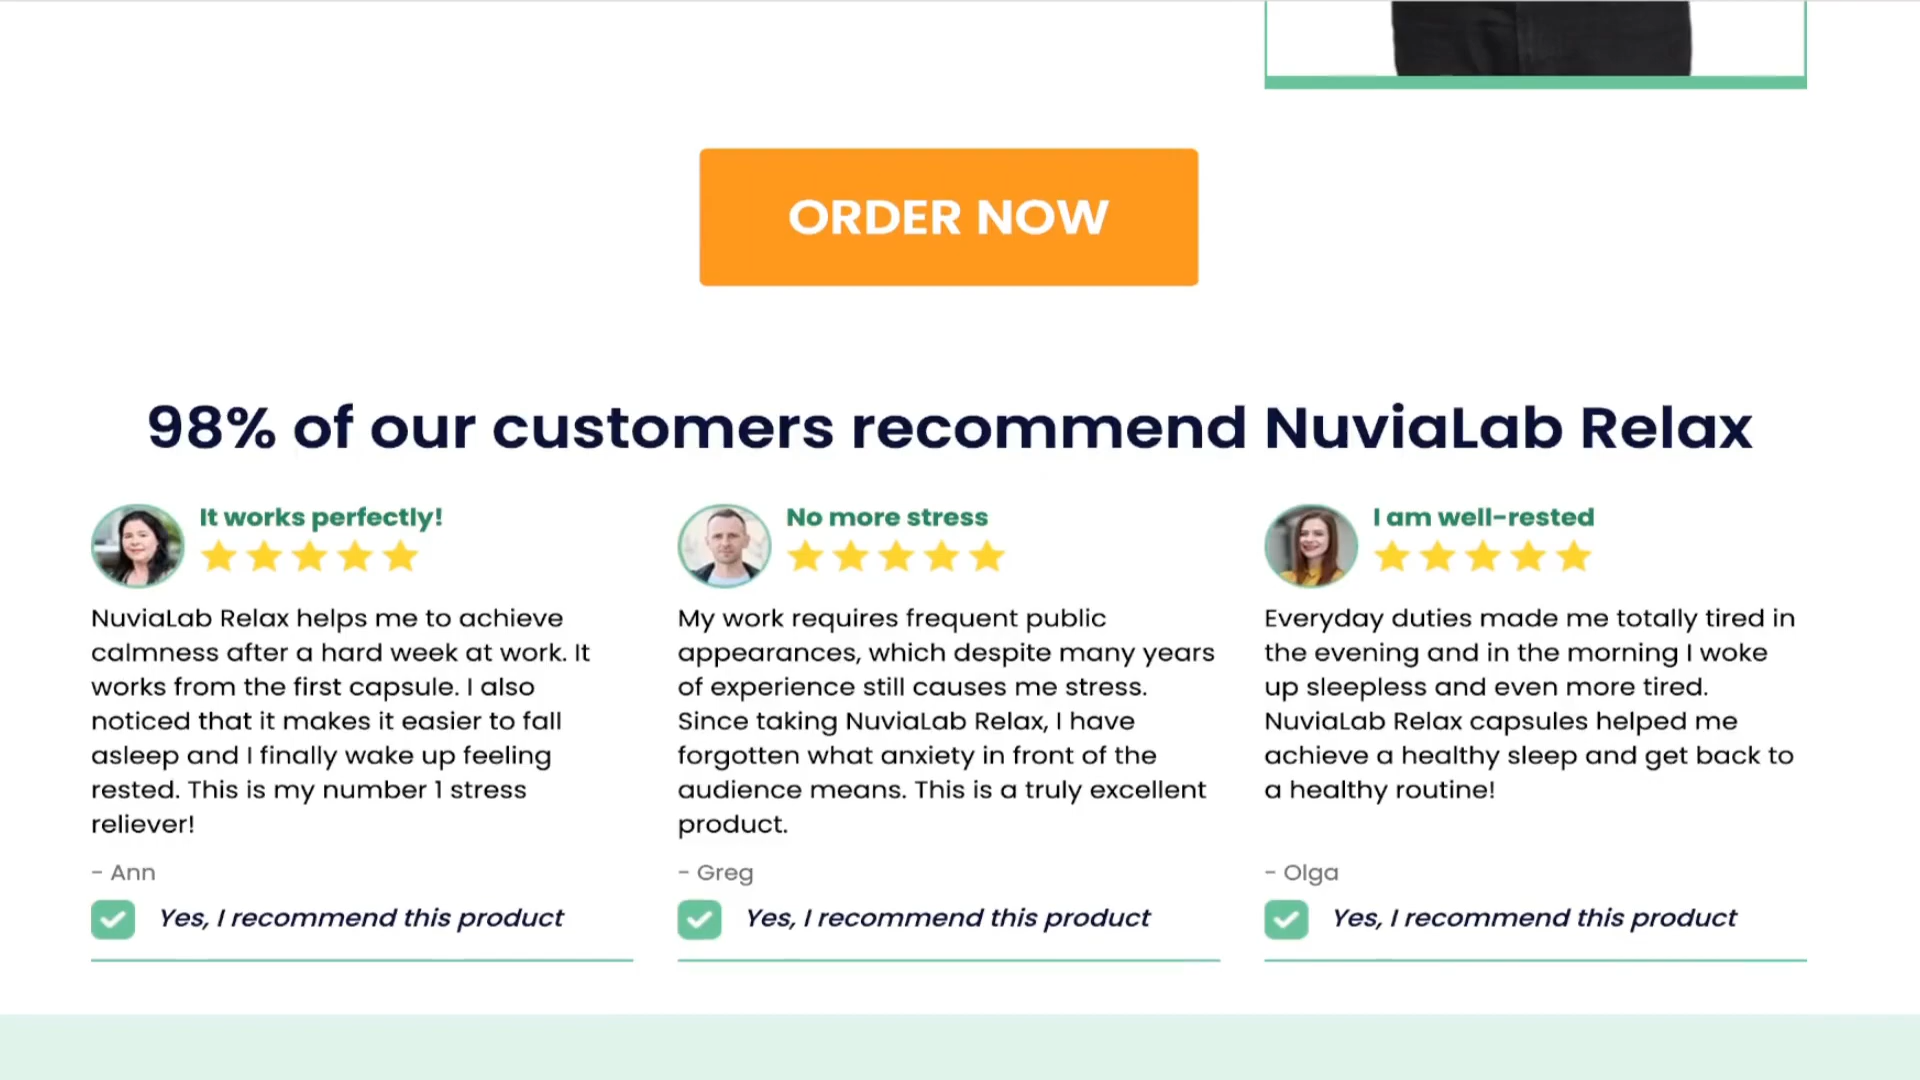 ORDER NOW
98% of our customers recommend NuviaLab Relax
It works perfectly!
NuviaLab Relax helps me to achieve
calmness after a hard week at work. It
works from the first capsule. I also
noticed that it makes it easier to fall
asleep and I finally wake up feeling
rested. This is my number 1 stress
reliever!
- Ann
Yes, I recommend this product
No more stress
My work requires frequent public
appearances, which despite many years
of experience still causes me stress.
Since taking NuviaLab Relax, I have
forgotten what anxiety in front of the
audience means. This is a truly excellent
product.
- Greg
Yes, I recommend this product
I am well-rested
Everyday duties made me totally tired in
the evening and in the morning I woke
up sleepless and even more tired.
NuviaLab Relax capsules helped me
achieve a healthy sleep and get back to
a healthy routine!
- Olga
Yes, I recommend this product